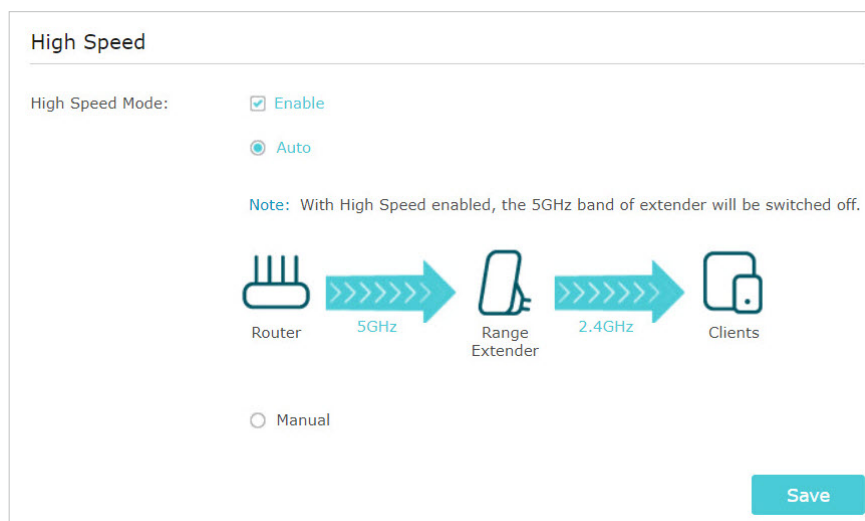 High Speed
High Speed Mode:
Enable
Auto
Note: With High Speed enabled, the 5GHz band of extender will be switched off.
Router
5GHz
Range
Extender
2.4GHz
Clients
Manual
Save